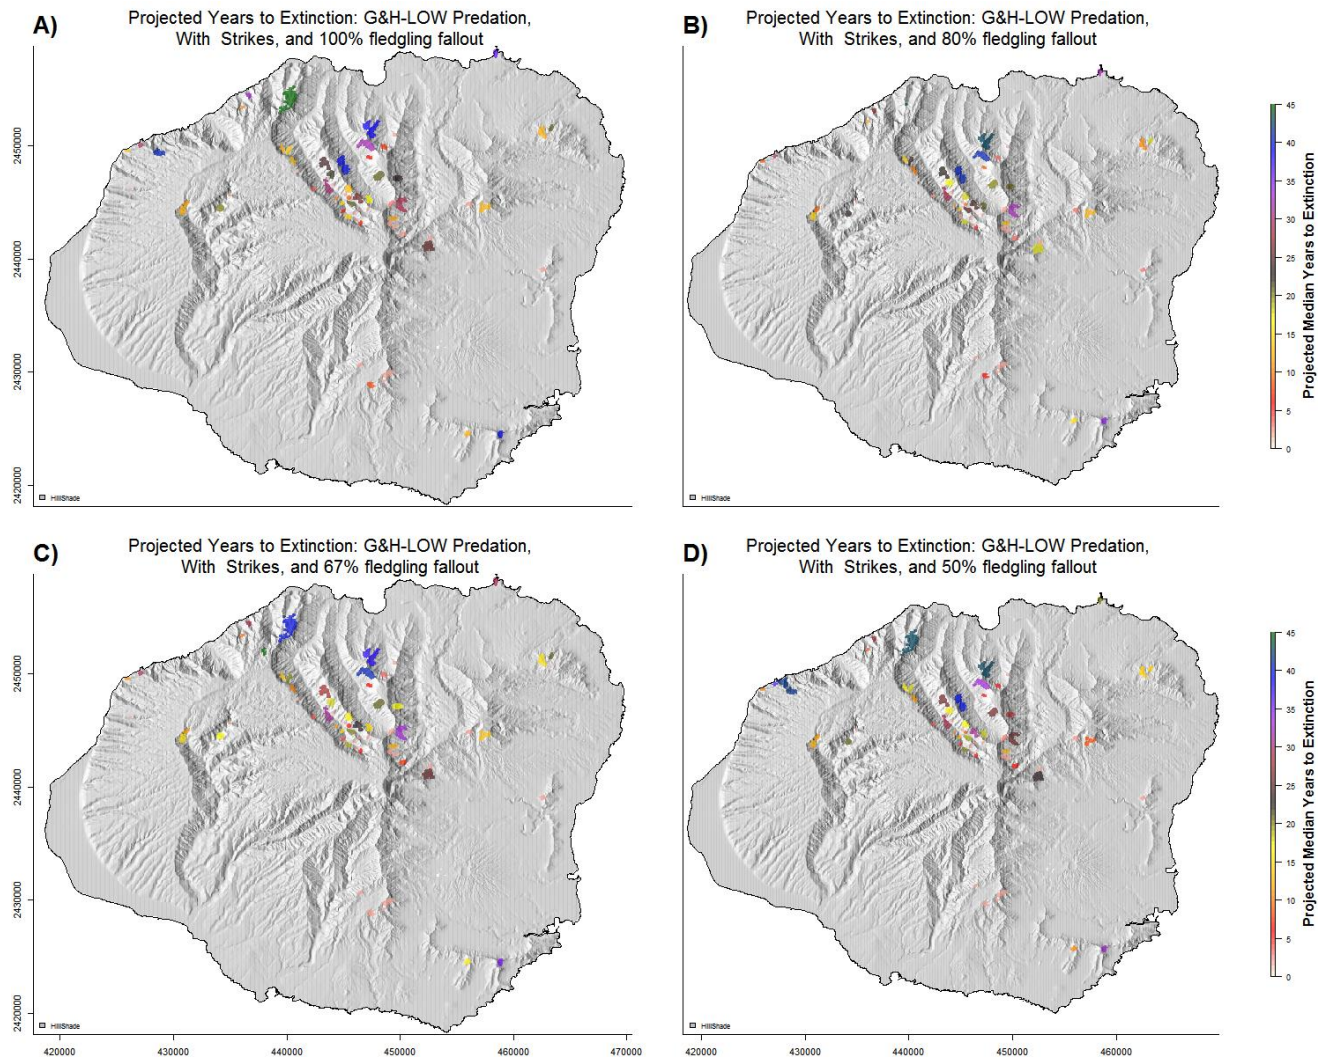 A)
Projected Years to Extinction: G&H-LOW Predation,
With Strikes, and 100% fledgling fallout
B)
Projected Years to Extinction: G&H-LOW Predation,
With Strikes, and 80% fledgling fallout
2450000
2440000
2430000
2420000
HillShade
HillShade
45
40
35
30
25
20
15
10
5
0
Projected Median Years to Extinction
C)
Projected Years to Extinction: G&H-LOW Predation,
With Strikes, and 67% fledgling fallout
D)
Projected Years to Extinction: G&H-LOW Predation,
With Strikes, and 50% fledgling fallout
2450000
2440000
2430000
2420000
HillShade
HillShade
45
40
35
30
25
20
15
10
5
0
Projected Median Years to Extinction
420000 430000 440000 450000 460000 470000
420000 430000 440000 450000 460000